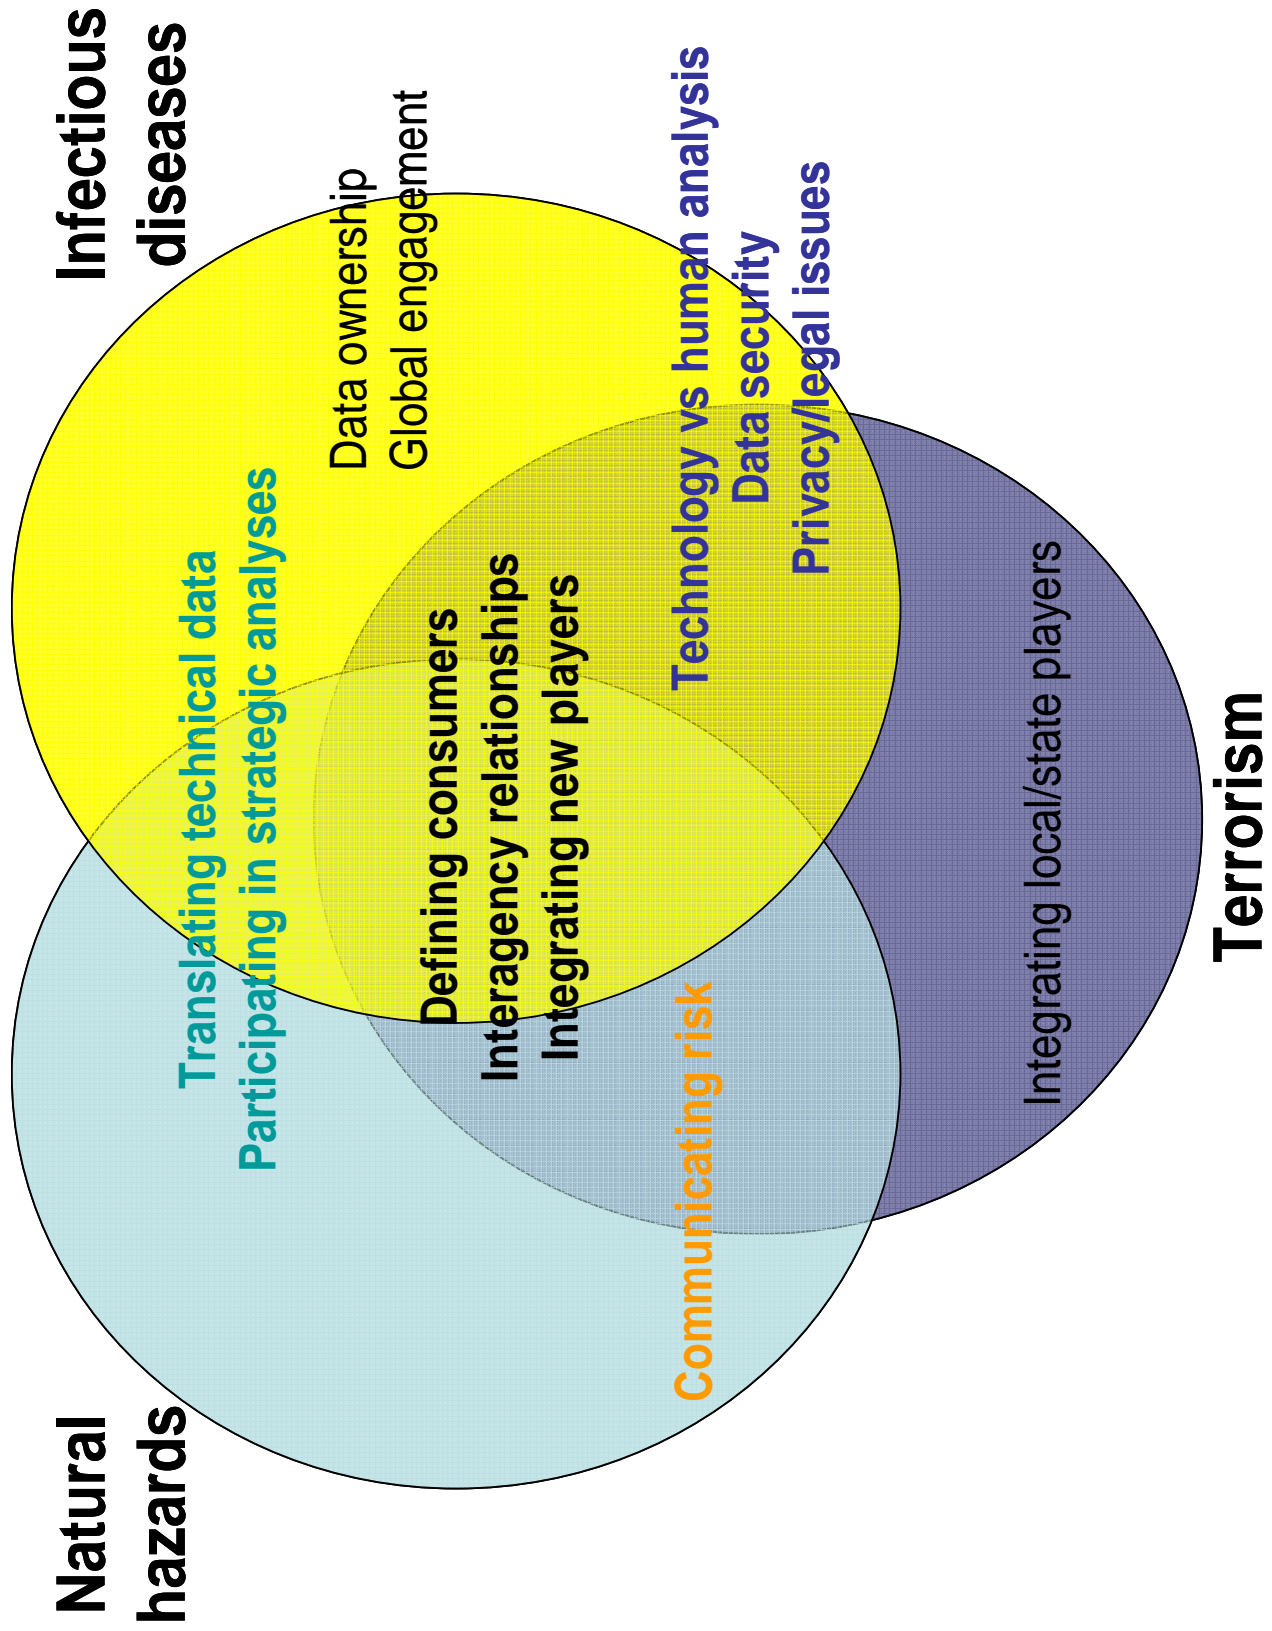 Natural
hazards
Infectious
diseases
Translating technical data
Participating in strategic analyses
Data ownership
Global engagement
Defining consumers
Interagency relationships
Integrating new players
Communicating risk
Technology vs human analysis
Data security
Privacy/legal issues
Integrating local/state players
Terrorism